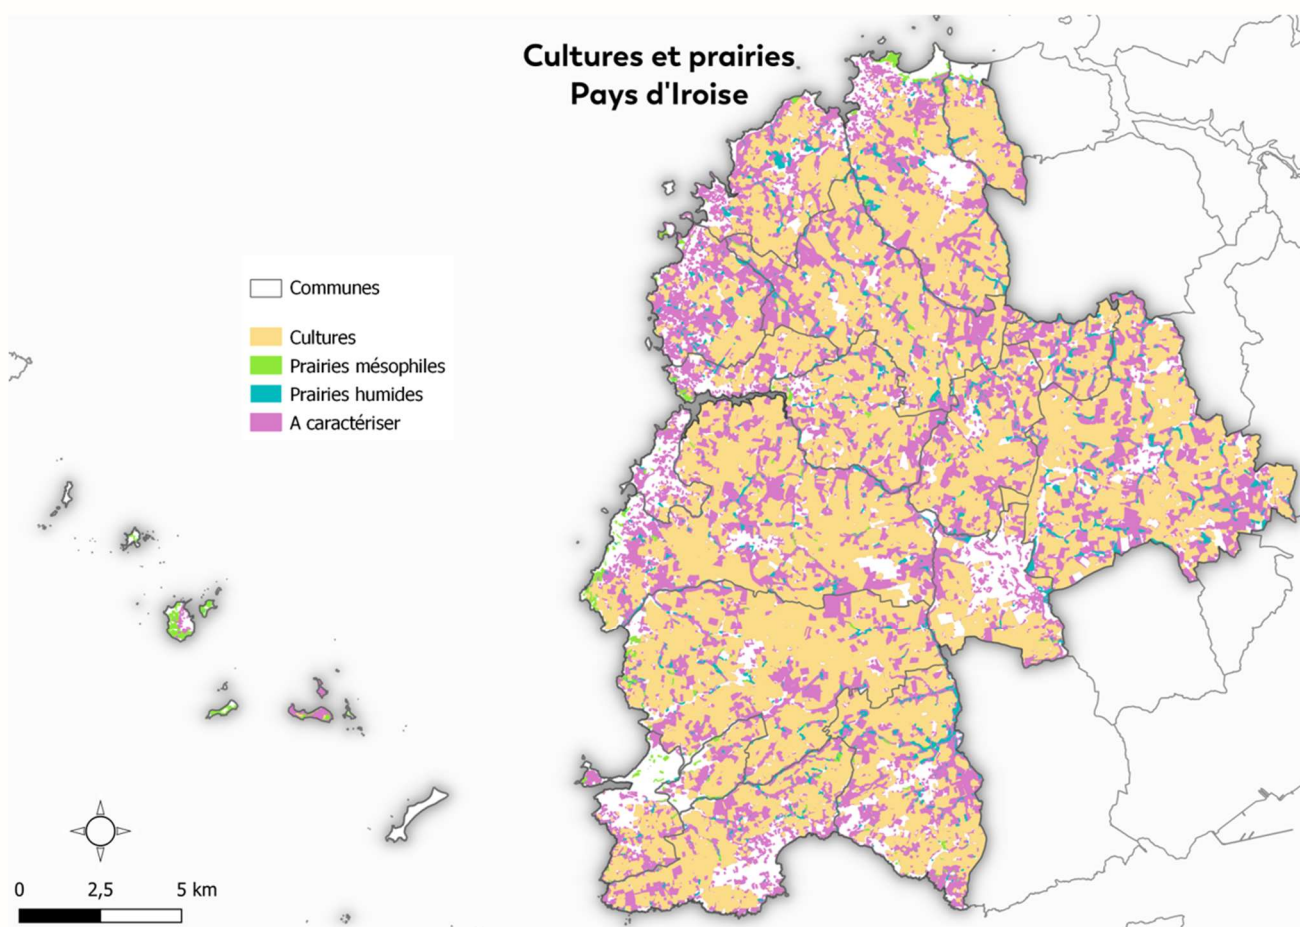 Cultures et prairies
Pays d'Iroise
Communes
Cultures
Prairies mésophiles
Prairies humides
A caractériser
0 2,5 5 km